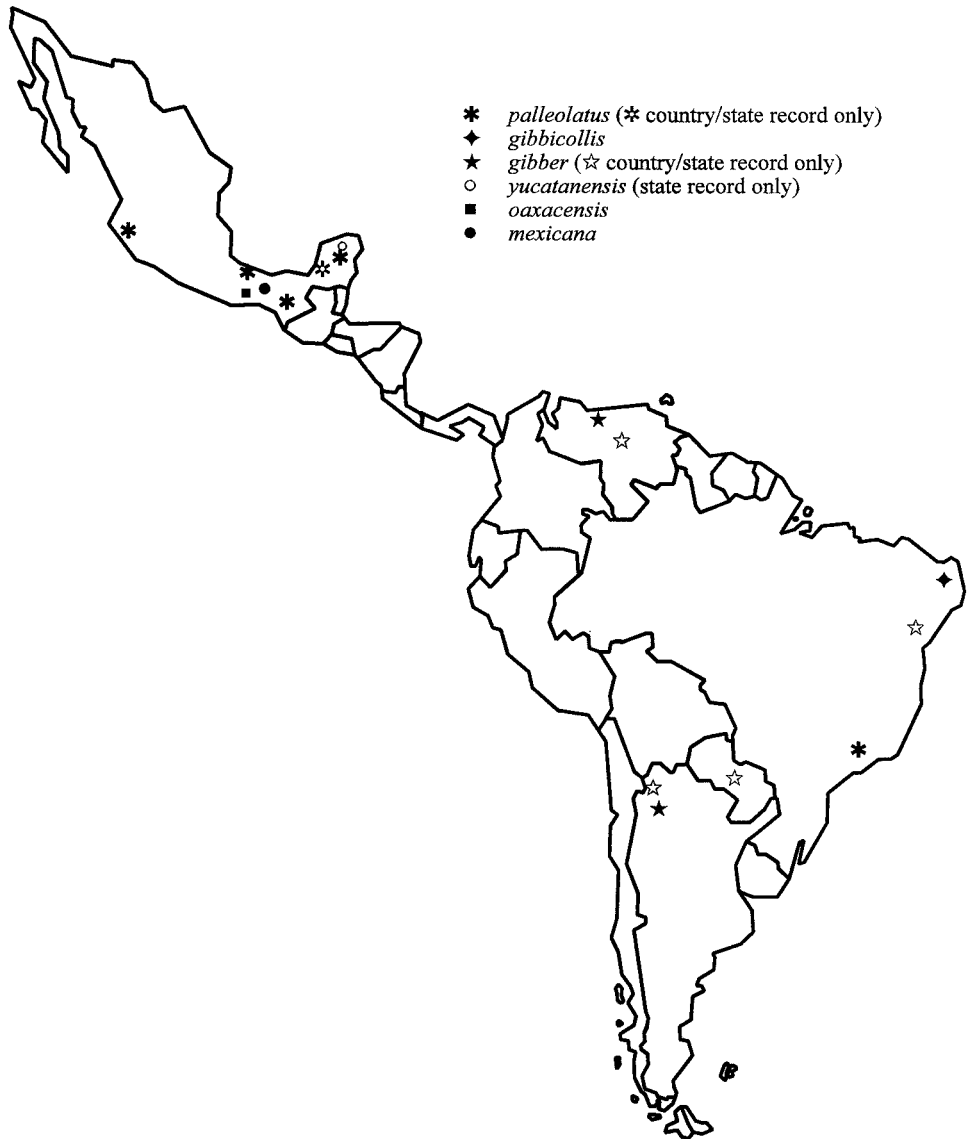 palleolatus (✲ country/state record only)
gibbicollis
gibber (☆ country/state record only)
yucatanensis (state record only)
oaxacensis
mexicana